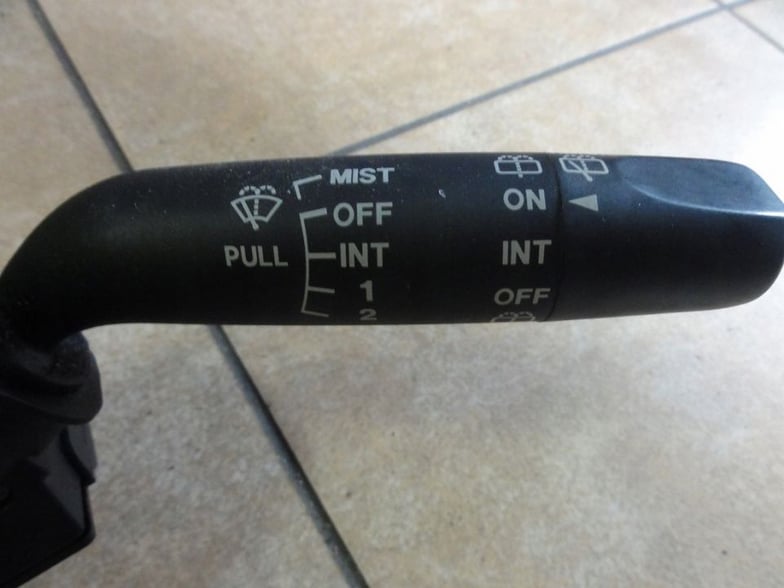 MIST
OFF
PULL INT
1
2
ON
INT
OFF